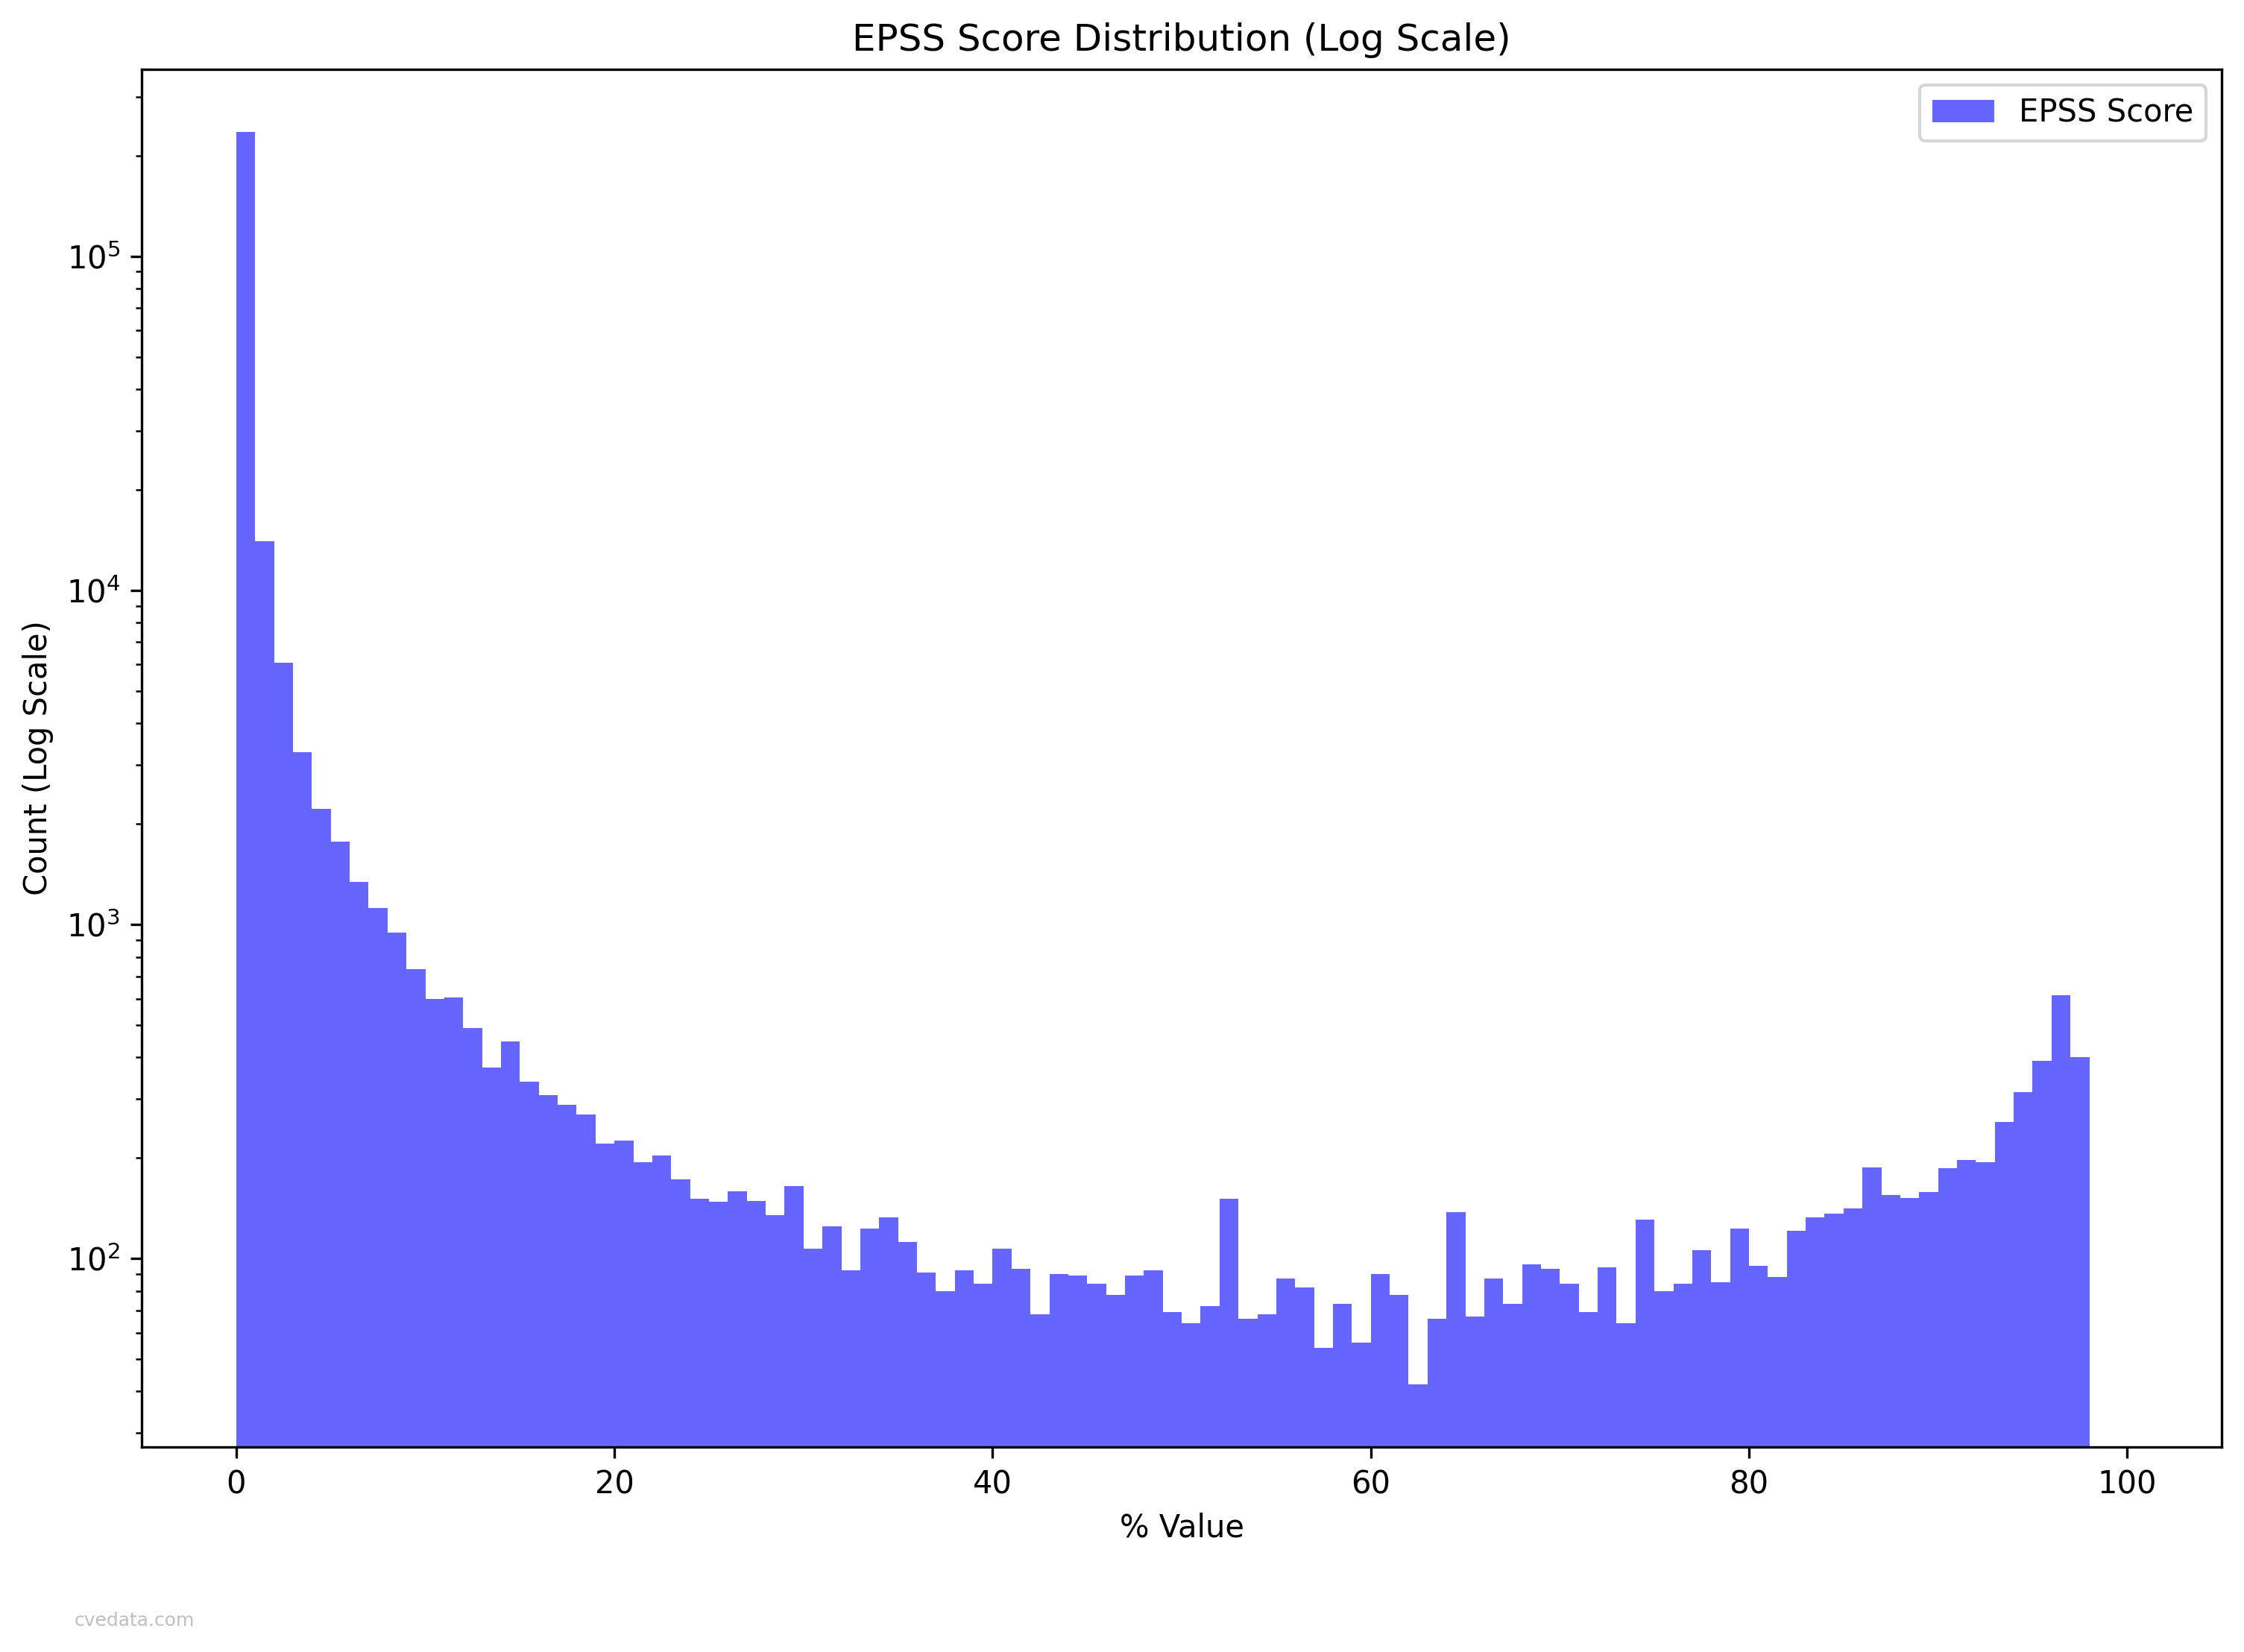 EPSS Score Distribution (Log Scale)
EPSS Score
Count (Log Scale)
10⁵
10⁴
10³
10²
0 20 40 60 80 100
% Value
cvedata.com